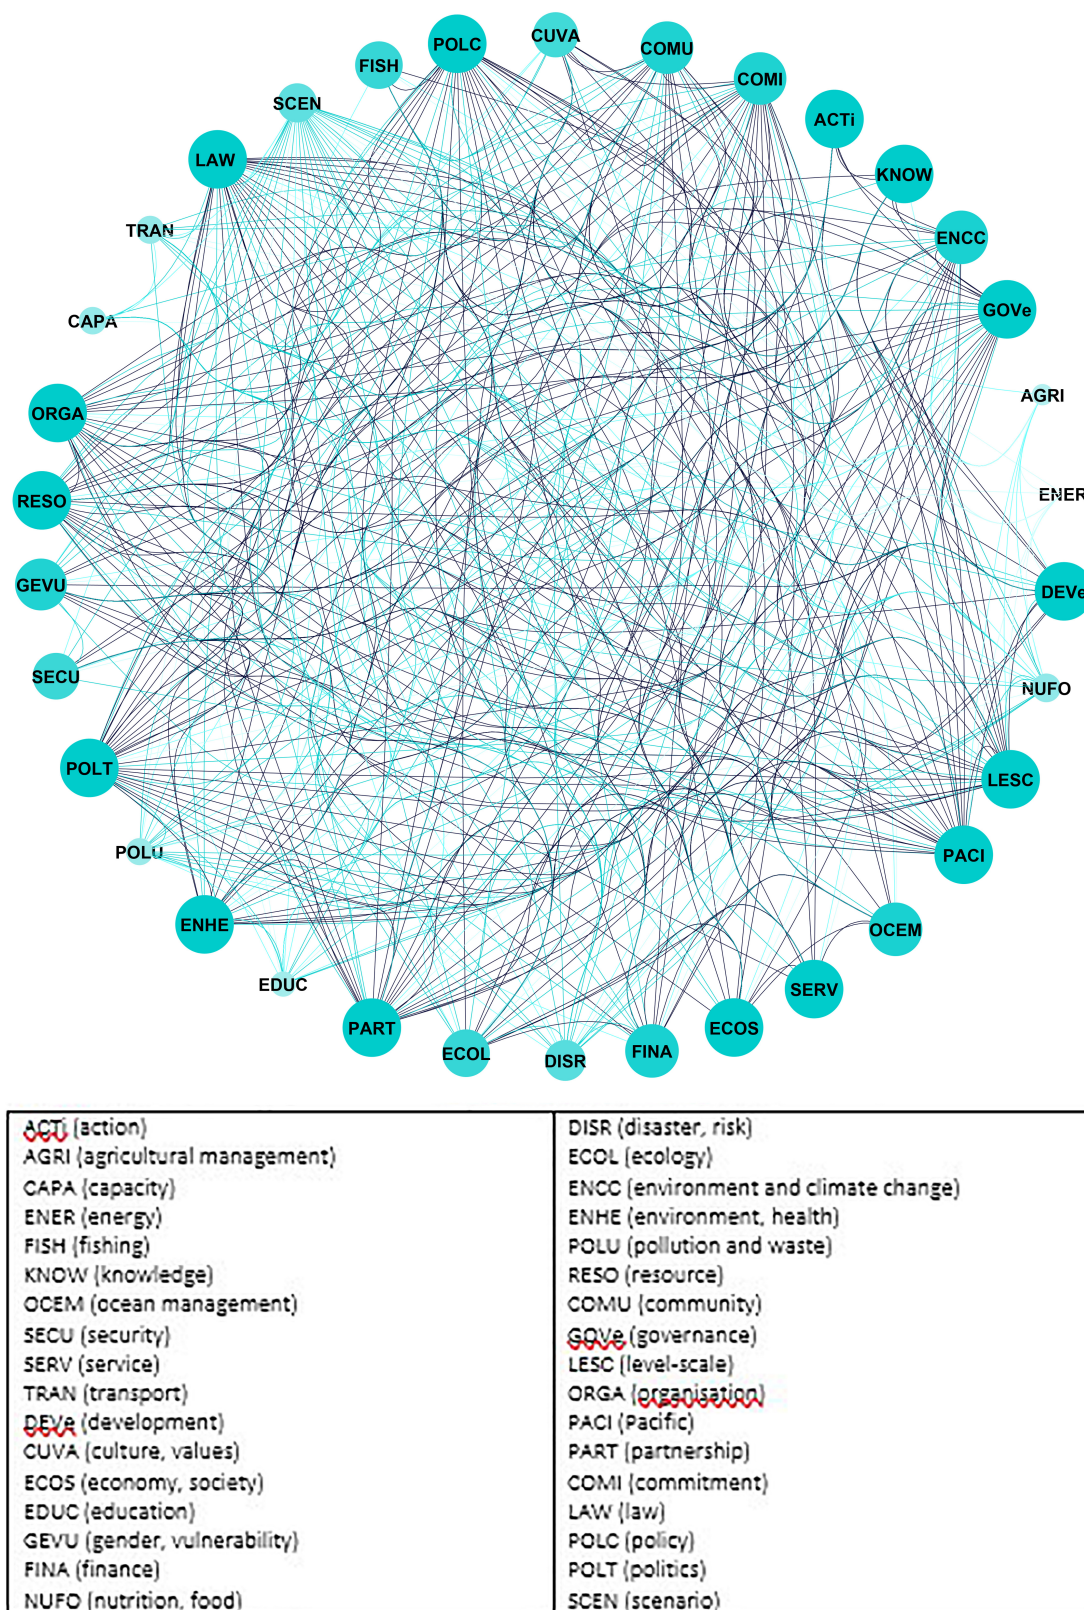 POLC
CUVA
COMU
FISH
COMI
SCEN
ACTi
LAW
KNOW
TRAN
ENCC
GOVe
CAPA
AGRI
ORGA
ENER
RESO
GEVU
DEVe
SECU
NUFO
POLT
LESC
POLU
PACI
ENHE
OCEM
EDUC
SERV
PART
ECOS
ECOL
FINA
DISR
ACTi (action)
AGRI (agricultural management)
CAPA (capacity)
ENER (energy)
FISH (fishing)
KNOW (knowledge)
OCEM (ocean management)
SECU (security)
SERV (service)
TRAN (transport)
DEVe (development)
CUVA (culture, values)
ECOS (economy, society)
EDUC (education)
GEVU (gender, vulnerability)
FINA (finance)
NUFO (nutrition, food)
DISR (disaster, risk)
ECOL (ecology)
ENCC (environment and climate change)
ENHE (environment, health)
POLU (pollution and waste)
RESO (resource)
COMU (community)
GOVe (governance)
LESC (level-scale)
ORGA (organisation)
PACI (Pacific)
PART (partnership)
COMI (commitment)
LAW (law)
POLC (policy)
POLT (politics)
SCEN (scenario)